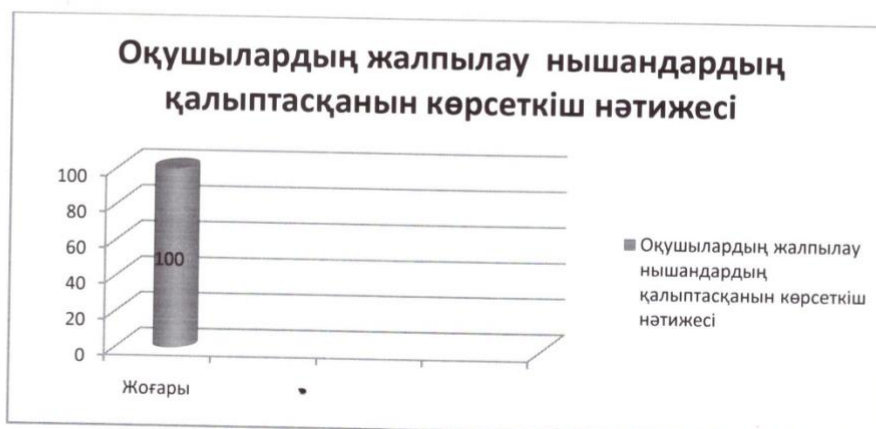 Оқушылардың жалпылау нышандардың
қалыптасқанын көрсеткіш нәтижесі
100
80
60
40
20
0
100
Жоғары
Оқушылардың жалпылау
нышандардың
қалыптасқанын көрсеткіш
нәтижесі